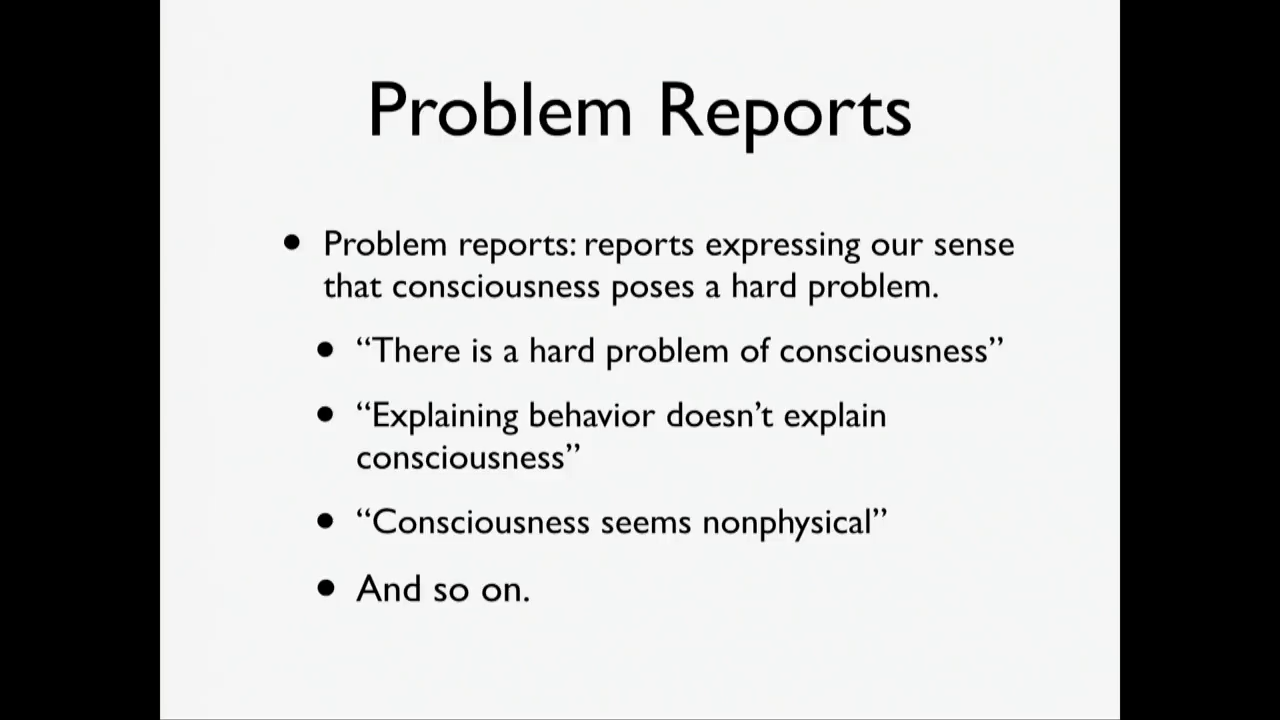 Problem Reports
• Problem reports: reports expressing our sense
that consciousness poses a hard problem.
• “There is a hard problem of consciousness”
• “Explaining behavior doesn’t explain
consciousness”
• “Consciousness seems nonphysical”
• And so on.